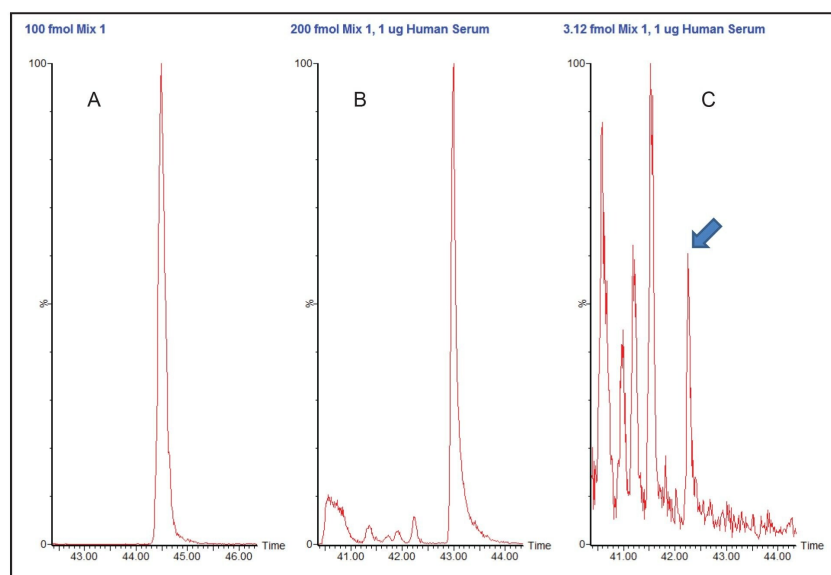 100 fmol Mix 1
200 fmol Mix 1, 1 ug Human Serum
3.12 fmol Mix 1, 1 ug Human Serum
100
A
%
0
43.00 44.00 45.00 46.00 Time
100
B
%
0
41.00 42.00 43.00 44.00 Time
100
C
%
0
41.00 42.00 43.00 44.00 Time